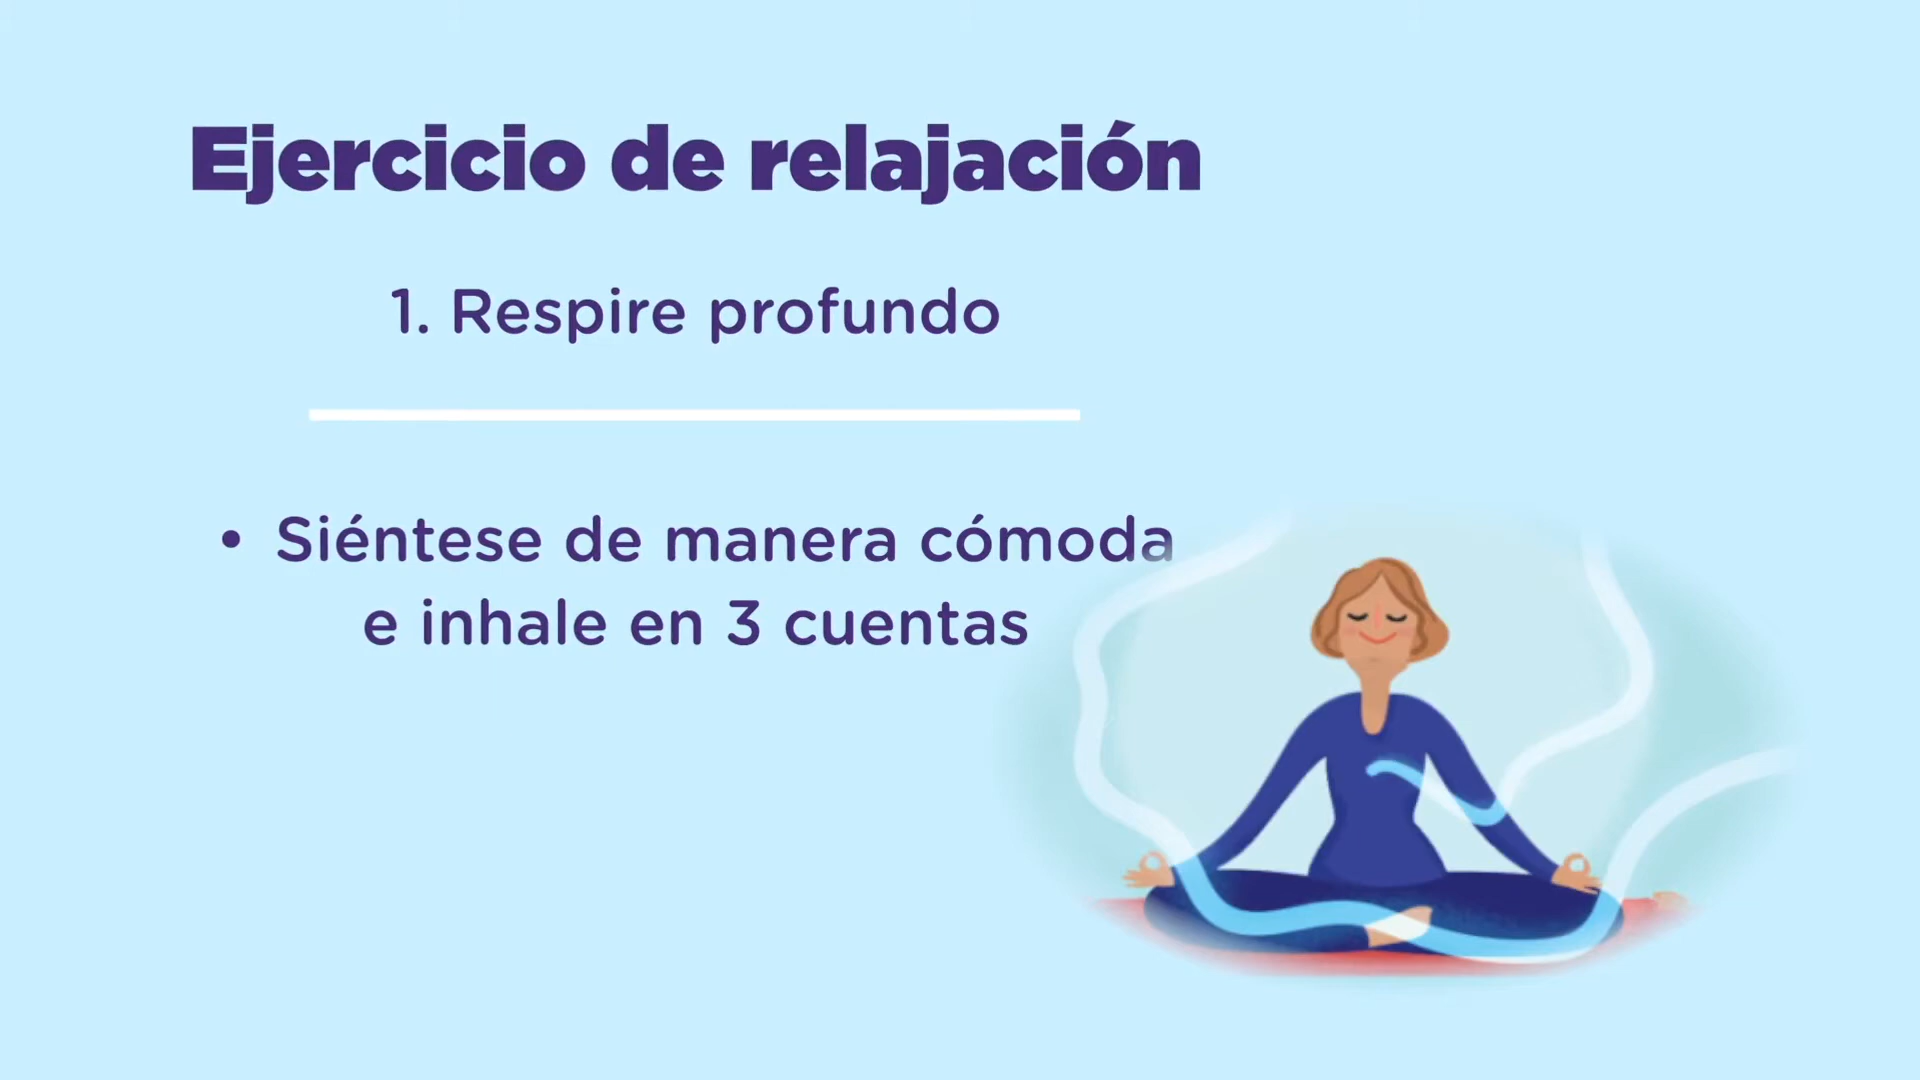 Ejercicio de relajación
1. Respire profundo
• Siéntese de manera cómoda
e inhale en 3 cuentas